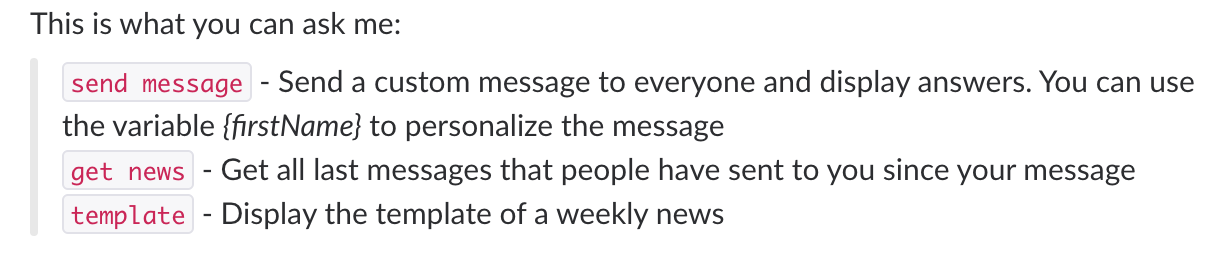 This is what you can ask me:
send message - Send a custom message to everyone and display answers. You can use
the variable {firstName} to personalize the message
get news - Get all last messages that people have sent to you since your message
template - Display the template of a weekly news